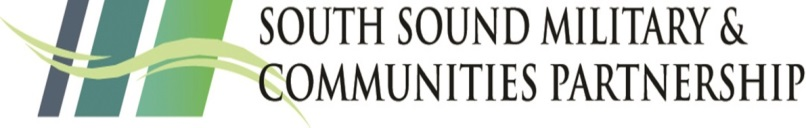 SOUTH SOUND MILITARY &
COMMUNITIES PARTNERSHIP